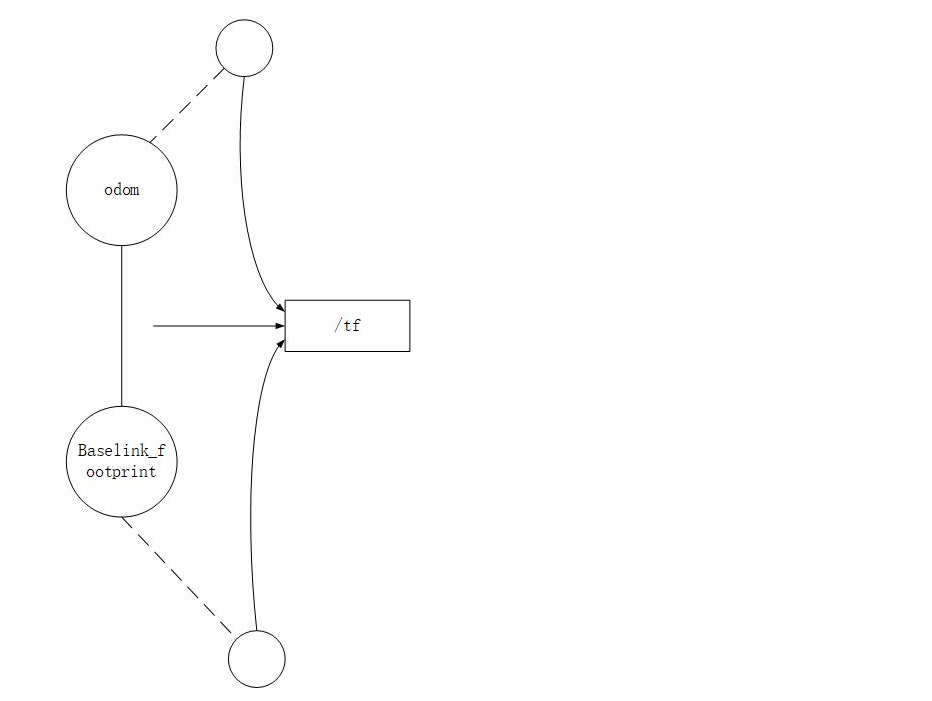 odom
/tf
Baselink_f
ootprint